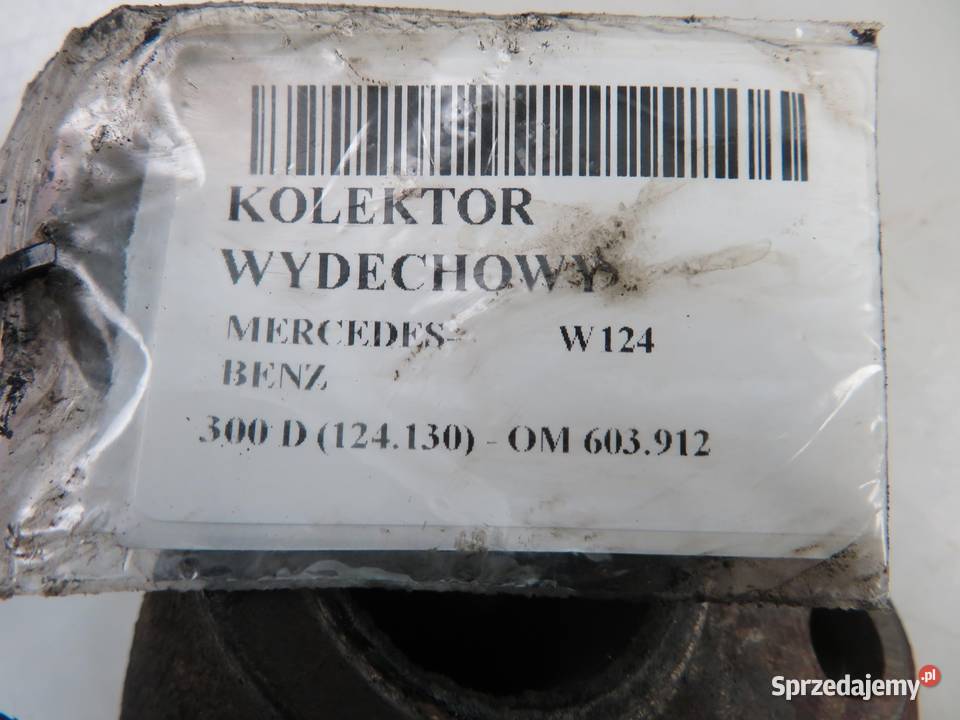 KOLEKTOR
WYDECHOWY
MERCEDES- W124
BENZ
300 D (124.130) - OM 603.912
Sprzedajemy.pl